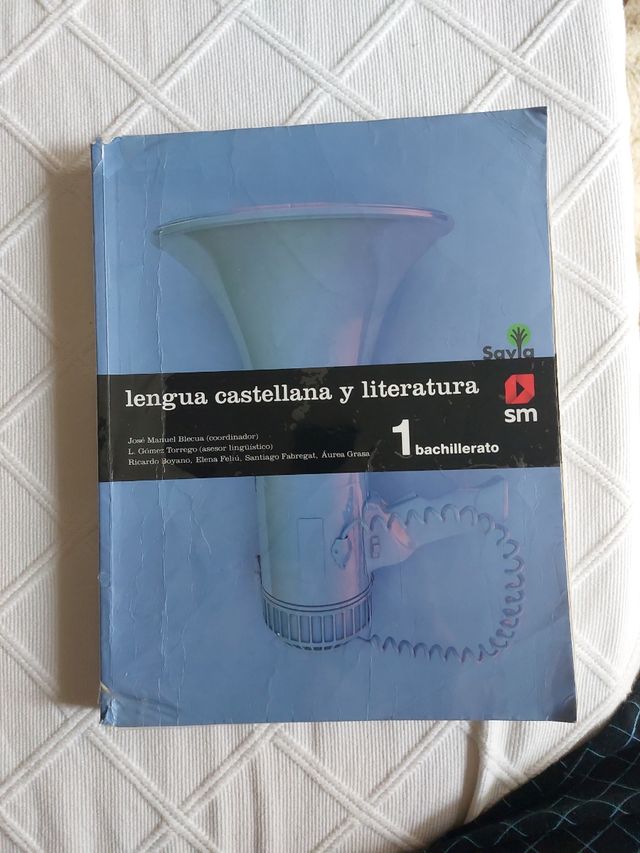 Savia
lengua castellana y literatura
sm
José Manuel Blecua (coordinador)
L. Gómez Torrego (asesor lingüístico)
Ricardo Boyano, Elena Feliú, Santiago Fabregat, Áurea Grasa
1 bachillerato